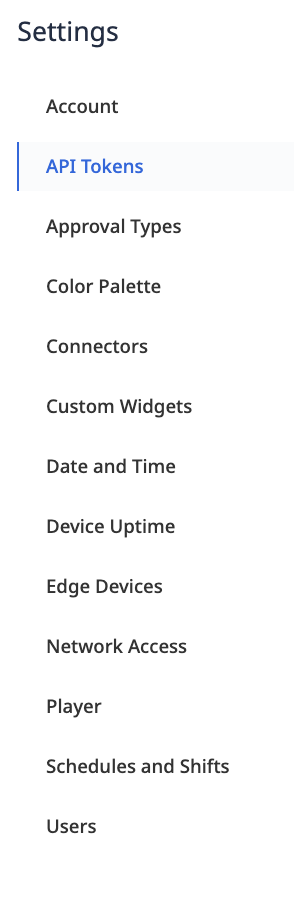 Settings
Account
API Tokens
Approval Types
Color Palette
Connectors
Custom Widgets
Date and Time
Device Uptime
Edge Devices
Network Access
Player
Schedules and Shifts
Users